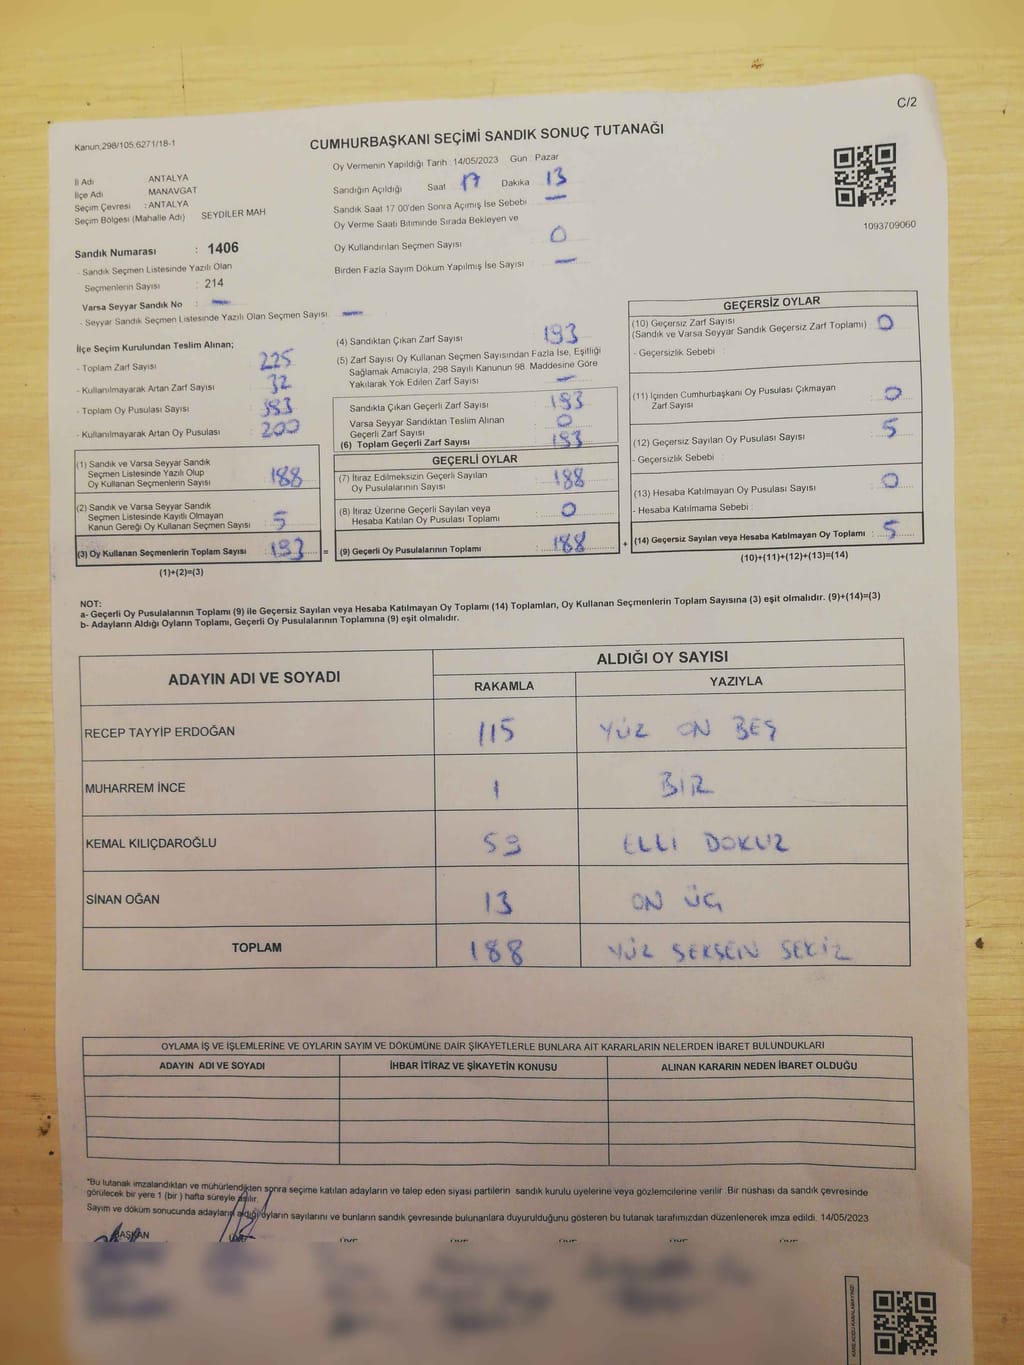 C/2
Kanun,298/105,6271/18-1
CUMHURBAŞKANI SEÇİMİ SANDIK SONUÇ TUTANAĞI
İl Adı ANTALYA
İlçe Adı MANAVGAT
Seçim Çevresi : ANTALYA
Seçim Bölgesi (Mahalle Adı) SEYDİLER MAH
Sandık Numarası : 1406
- Sandık Seçmen Listesinde Yazılı Olan
Seçmenlerin Sayısı : 214
Varsa Seyyar Sandık No : —
- Seyyar Sandık Seçmen Listesinde Yazılı Olan Seçmen Sayısı —
Oy Vermenin Yapıldığı Tarih : 14/05/2023 Gün : Pazar
Sandığın Açıldığı Saat 17 Dakika 13
Sandık Saat 17 00'den Sonra Açımış İse Sebebi —
Oy Verme Saati Bitiminde Sırada Bekleyen ve
Oy Kullandırılan Seçmen Sayısı 0
Birden Fazla Sayım Döküm Yapılmış İse Sayısı —
1093709060
İlçe Seçim Kurulundan Teslim Alınan;
- Toplam Zarf Sayısı 225
- Kullanılmayarak Artan Zarf Sayısı 32
- Toplam Oy Pusulası Sayısı 393
- Kullanılmayarak Artan Oy Pusulası 200
(1) Sandık ve Varsa Seyyar Sandık
Seçmen Listesinde Yazılı Olup
Oy Kullanan Seçmenlerin Sayısı 188
(2) Sandık ve Varsa Seyyar Sandık
Seçmen Listesinde Kayıtlı Olmayan
Kanun Gereği Oy Kullanan Seçmen Sayısı 5
(3) Oy Kullanan Seçmenlerin Toplam Sayısı 193 =
(1)+(2)=(3)
(4) Sandıktan Çıkan Zarf Sayısı 193
(5) Zarf Sayısı Oy Kullanan Seçmen Sayısından Fazla İse, Eşitliği
Sağlamak Amacıyla, 298 Sayılı Kanunun 98. Maddesine Göre
Yakılarak Yok Edilen Zarf Sayısı —
Sandıkta Çıkan Geçerli Zarf Sayısı 193
Varsa Seyyar Sandıktan Teslim Alınan
Geçerli Zarf Sayısı 0
(6) Toplam Geçerli Zarf Sayısı 193
GEÇERLİ OYLAR
(7) İtiraz Edilmeksizin Geçerli Sayılan
Oy Pusulalarının Sayısı 188
(8) İtiraz Üzerine Geçerli Sayılan veya
Hesaba Katılan Oy Pusulası Toplamı 0
(9) Geçerli Oy Pusulalarının Toplamı : 188 +
GEÇERSİZ OYLAR
(10) Geçersiz Zarf Sayısı
(Sandık ve Varsa Seyyar Sandık Geçersiz Zarf Toplamı) 0
- Geçersizlik Sebebi :
(11) İçinden Cumhurbaşkanı Oy Pusulası Çıkmayan
Zarf Sayısı 0
(12) Geçersiz Sayılan Oy Pusulası Sayısı 5
- Geçersizlik Sebebi :
(13) Hesaba Katılmayan Oy Pusulası Sayısı 0
- Hesaba Katılmama Sebebi :
(14) Geçersiz Sayılan veya Hesaba Katılmayan Oy Toplamı : 5
(10)+(11)+(12)+(13)=(14)
NOT:
a- Geçerli Oy Pusulalarının Toplamı (9) ile Geçersiz Sayılan veya Hesaba Katılmayan Oy Toplamı (14) Toplamları, Oy Kullanan Seçmenlerin Toplam Sayısına (3) eşit olmalıdır. (9)+(14)=(3)
b- Adayların Aldığı Oyların Toplamı, Geçerli Oy Pusulalarının Toplamına (9) eşit olmalıdır.
ADAYIN ADI VE SOYADI
ALDIĞI OY SAYISI
RAKAMLA YAZIYLA
RECEP TAYYİP ERDOĞAN 115 YÜZ ON BEŞ
MUHARREM İNCE 1 BİR
KEMAL KILIÇDAROĞLU 59 ELLİ DOKUZ
SİNAN OĞAN 13 ON ÜÇ
TOPLAM 188 YÜZ SEKSEN SEKİZ
OYLAMA İŞ VE İŞLEMLERİNE VE OYLARIN SAYIM VE DÖKÜMÜNE DAİR ŞİKAYETLERLE BUNLARA AİT KARARLARIN NELERDEN İBARET BULUNDUKLARI
ADAYIN ADI VE SOYADI İHBAR İTİRAZ VE ŞİKAYETİN KONUSU ALINAN KARARIN NEDEN İBARET OLDUĞU
"Bu tutanak imzalandıktan ve mühürlendikten sonra seçime katılan adayların ve talep eden siyasi partilerin sandık kurulu üyelerine veya gözlemcilerine verilir. Bir nüshası da sandık çevresinde
görülecek bir yere 1 (bir ) hafta süreyle asılır.
Sayım ve döküm sonucunda adayların aldığı oyların sayılarını ve bunların sandık çevresinde bulunanlara duyurulduğunu gösteren bu tutanak tarafımızdan düzenlenerek imza edildi. 14/05/2023
BAŞKAN